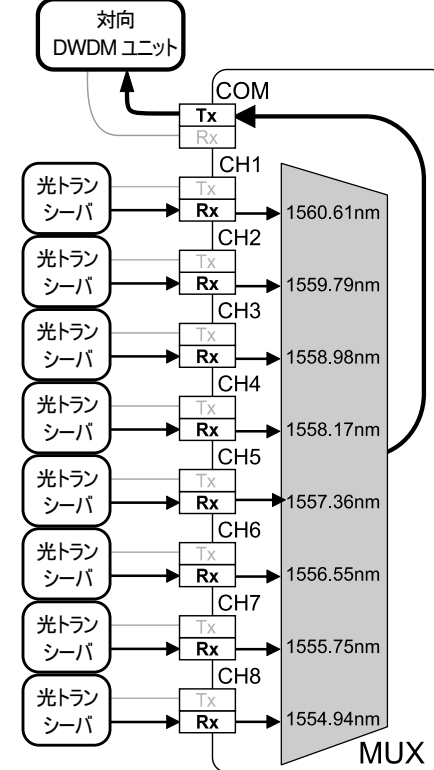 対向
DWDM ユニット
COM
Tx
Rx
CH1
光トラン
シーバ
Tx
Rx
1560.61nm
CH2
光トラン
シーバ
Tx
Rx
1559.79nm
CH3
光トラン
シーバ
Tx
Rx
1558.98nm
CH4
光トラン
シーバ
Tx
Rx
1558.17nm
CH5
光トラン
シーバ
Tx
Rx
1557.36nm
CH6
光トラン
シーバ
Tx
Rx
1556.55nm
CH7
光トラン
シーバ
Tx
Rx
1555.75nm
CH8
光トラン
シーバ
Tx
Rx
1554.94nm
MUX